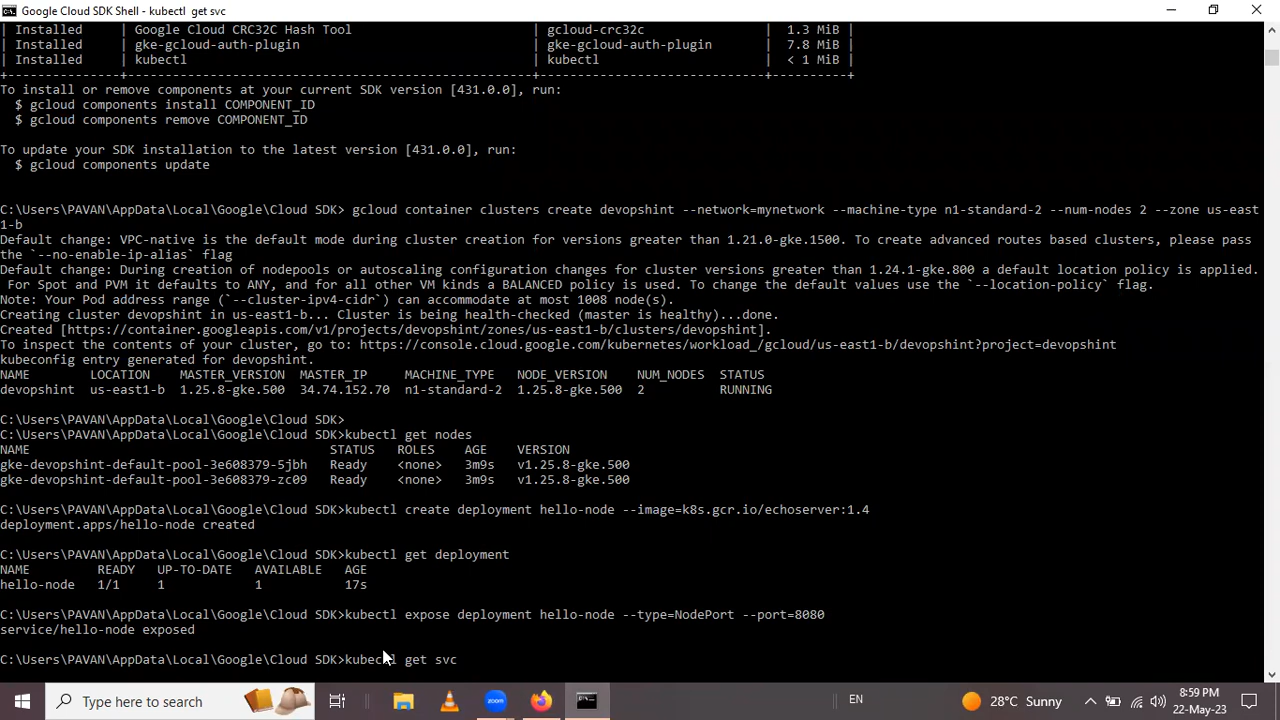 Google Cloud SDK Shell - kubectl  get svc
| Installed     | Google Cloud CRC32C Hash Tool                        | gcloud-crc32c                |   1.3 MiB |
| Installed     | gke-gcloud-auth-plugin                               | gke-gcloud-auth-plugin       |   7.8 MiB |
| Installed     | kubectl                                              | kubectl                      |   < 1 MiB |
To install or remove components at your current SDK version [431.0.0], run:
$ gcloud components install COMPONENT_ID
$ gcloud components remove COMPONENT_ID
To update your SDK installation to the latest version [431.0.0], run:
$ gcloud components update
C:\Users\PAVAN\AppData\Local\Google\Cloud SDK> gcloud container clusters create devopshint --network=mynetwork --machine-type n1-standard-2 --num-nodes 2 --zone us-east
1-b
Default change: VPC-native is the default mode during cluster creation for versions greater than 1.21.0-gke.1500. To create advanced routes based clusters, please pass
the `--no-enable-ip-alias` flag
Default change: During creation of nodepools or autoscaling configuration changes for cluster versions greater than 1.24.1-gke.800 a default location policy is applied.
For Spot and PVM it defaults to ANY, and for all other VM kinds a BALANCED policy is used. To change the default values use the `--location-policy` flag.
Note: Your Pod address range (`--cluster-ipv4-cidr`) can accommodate at most 1008 node(s).
Creating cluster devopshint in us-east1-b... Cluster is being health-checked (master is healthy)...done.
Created [https://container.googleapis.com/v1/projects/devopshint/zones/us-east1-b/clusters/devopshint].
To inspect the contents of your cluster, go to: https://console.cloud.google.com/kubernetes/workload_/gcloud/us-east1-b/devopshint?project=devopshint
kubeconfig entry generated for devopshint.
NAME        LOCATION    MASTER_VERSION  MASTER_IP     MACHINE_TYPE   NODE_VERSION    NUM_NODES  STATUS
devopshint  us-east1-b  1.25.8-gke.500  34.74.152.70  n1-standard-2  1.25.8-gke.500  2          RUNNING
C:\Users\PAVAN\AppData\Local\Google\Cloud SDK>
C:\Users\PAVAN\AppData\Local\Google\Cloud SDK>kubectl get nodes
NAME                                        STATUS   ROLES    AGE    VERSION
gke-devopshint-default-pool-3e608379-5jbh   Ready    <none>   3m9s   v1.25.8-gke.500
gke-devopshint-default-pool-3e608379-zc09   Ready    <none>   3m9s   v1.25.8-gke.500
C:\Users\PAVAN\AppData\Local\Google\Cloud SDK>kubectl create deployment hello-node --image=k8s.gcr.io/echoserver:1.4
deployment.apps/hello-node created
C:\Users\PAVAN\AppData\Local\Google\Cloud SDK>kubectl get deployment
NAME         READY   UP-TO-DATE   AVAILABLE   AGE
hello-node   1/1     1            1           17s
C:\Users\PAVAN\AppData\Local\Google\Cloud SDK>kubectl expose deployment hello-node --type=NodePort --port=8080
service/hello-node exposed
C:\Users\PAVAN\AppData\Local\Google\Cloud SDK>kubectl get svc
Type here to search
zoom
EN
28°C Sunny
8:59 PM
22-May-23